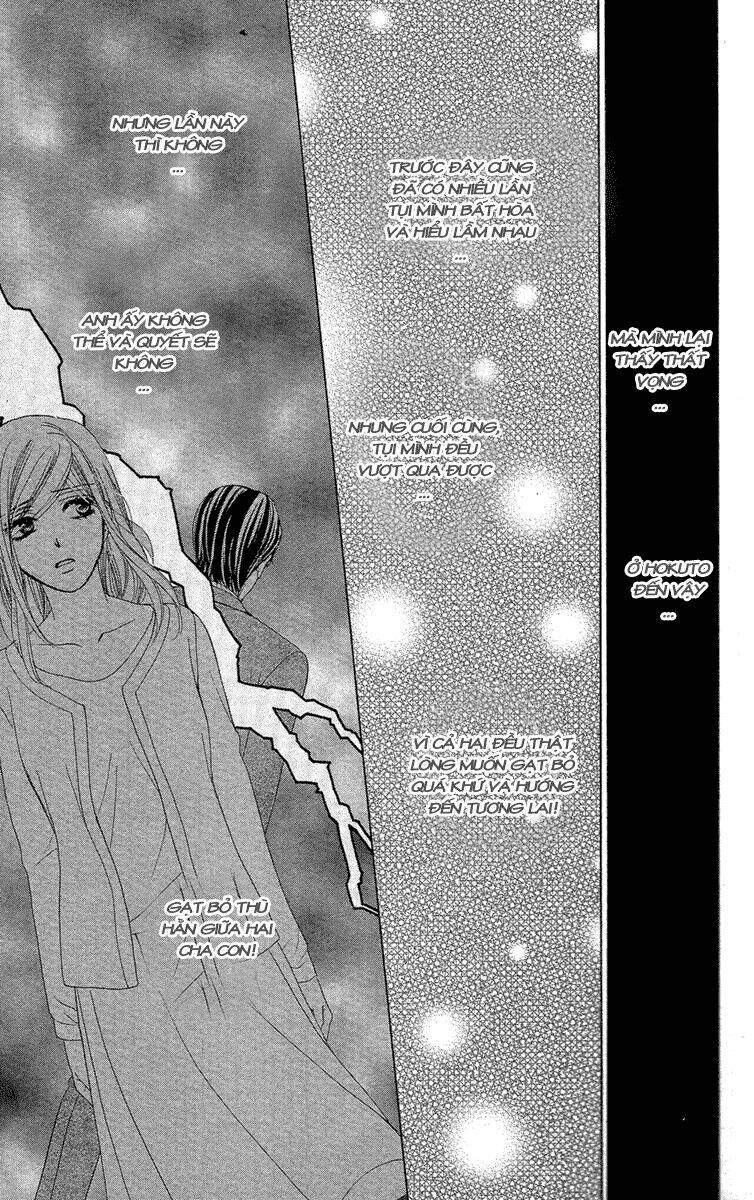 MÀ MÌNH LẠI
THẤY THẤT
VỌNG
...
Ở HOKUTO
ĐẾN VẬY
...
TRƯỚC ĐÂY CŨNG
ĐÃ CÓ NHIỀU LẦN
TỤI MÌNH BẤT HÒA
VÀ HIỂU LẦM NHAU
...
NHƯNG CUỐI CÙNG,
TỤI MÌNH ĐỀU
VƯỢT QUA ĐƯỢC
...
VÌ CẢ HAI ĐỀU THẬT
LÒNG MUỐN GẠT BỎ
QUÁ KHỨ VÀ HƯỚNG
ĐẾN TƯƠNG LAI!
NHƯNG LẦN NÀY
THÌ KHÔNG
...
ANH ẤY KHÔNG
THỂ VÀ QUYẾT SẼ
KHÔNG
...
GẠT BỎ THÙ
HẰN GIỮA HAI
CHA CON!